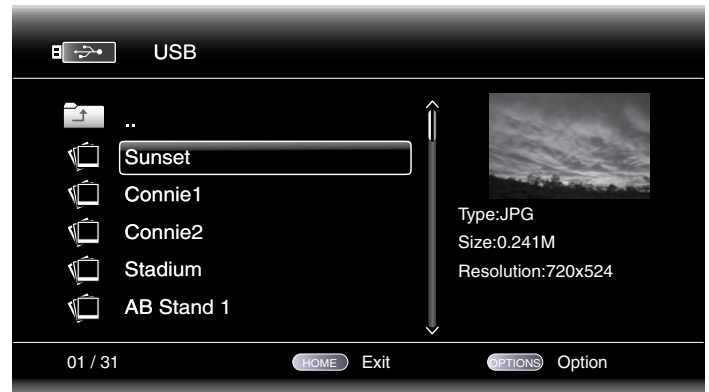 USB
..
Sunset
Connie1
Connie2
Stadium
AB Stand 1
Type:JPG
Size:0.241M
Resolution:720x524
01 / 31
HOME Exit
OPTIONS Option